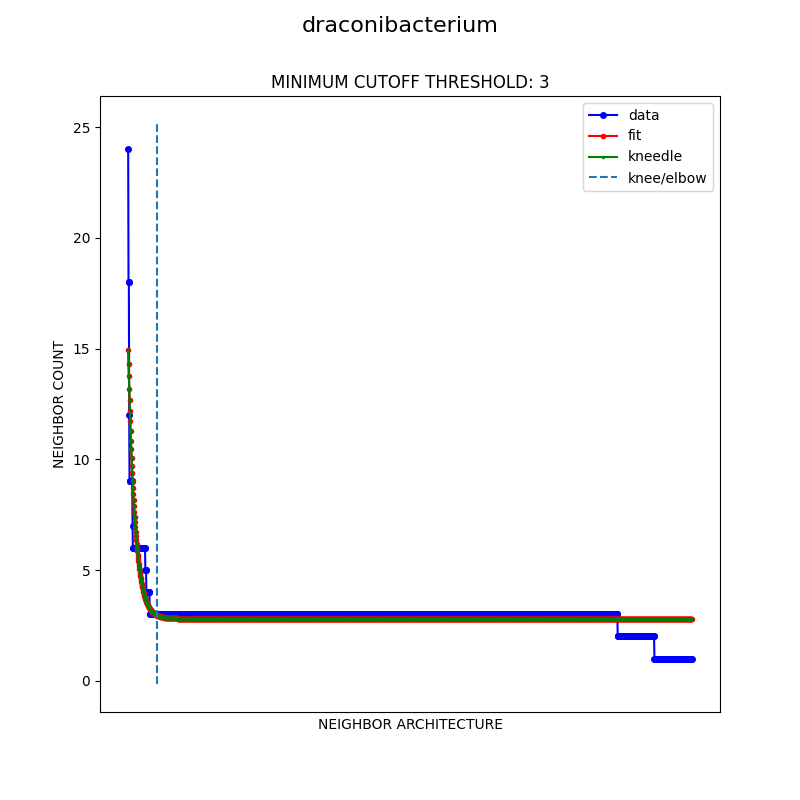 draconibacterium
MINIMUM CUTOFF THRESHOLD: 3
data
fit
kneedle
knee/elbow
25
20
15
10
5
0
NEIGHBOR COUNT
NEIGHBOR ARCHITECTURE